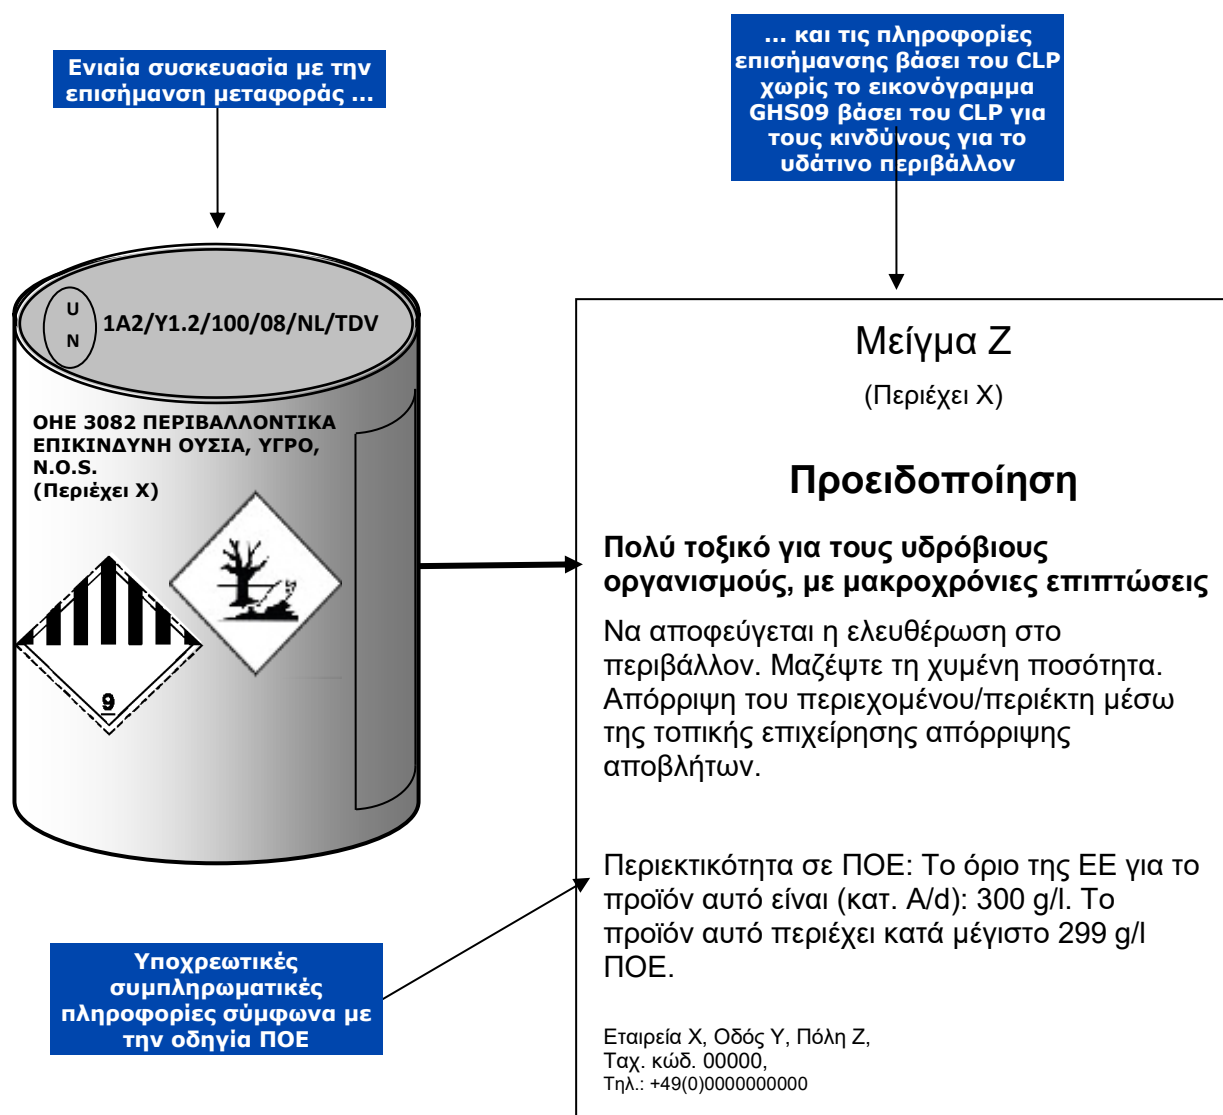 Ενιαία συσκευασία με την
επισήμανση μεταφοράς ...
... και τις πληροφορίες
επισήμανσης βάσει του CLP
χωρίς το εικονόγραμμα
GHS09 βάσει του CLP για
τους κινδύνους για το
υδάτινο περιβάλλον
U
N
1A2/Y1.2/100/08/NL/TDV
ΟΗΕ 3082 ΠΕΡΙΒΑΛΛΟΝΤΙΚΑ
ΕΠΙΚΙΝΔΥΝΗ ΟΥΣΙΑ, ΥΓΡΟ,
N.O.S.
(Περιέχει X)
9
Μείγμα Z
(Περιέχει X)
Προειδοποίηση
Πολύ τοξικό για τους υδρόβιους
οργανισμούς, με μακροχρόνιες επιπτώσεις
Να αποφεύγεται η ελευθέρωση στο
περιβάλλον. Μαζέψτε τη χυμένη ποσότητα.
Απόρριψη του περιεχομένου/περιέκτη μέσω
της τοπικής επιχείρησης απόρριψης
αποβλήτων.
Περιεκτικότητα σε ΠΟΕ: Το όριο της ΕΕ για το
προϊόν αυτό είναι (κατ. A/d): 300 g/l. Το
προϊόν αυτό περιέχει κατά μέγιστο 299 g/l
ΠΟΕ.
Εταιρεία X, Οδός Y, Πόλη Z,
Ταχ. κώδ. 00000,
Τηλ.: +49(0)0000000000
Υποχρεωτικές
συμπληρωματικές
πληροφορίες σύμφωνα με
την οδηγία ΠΟΕ